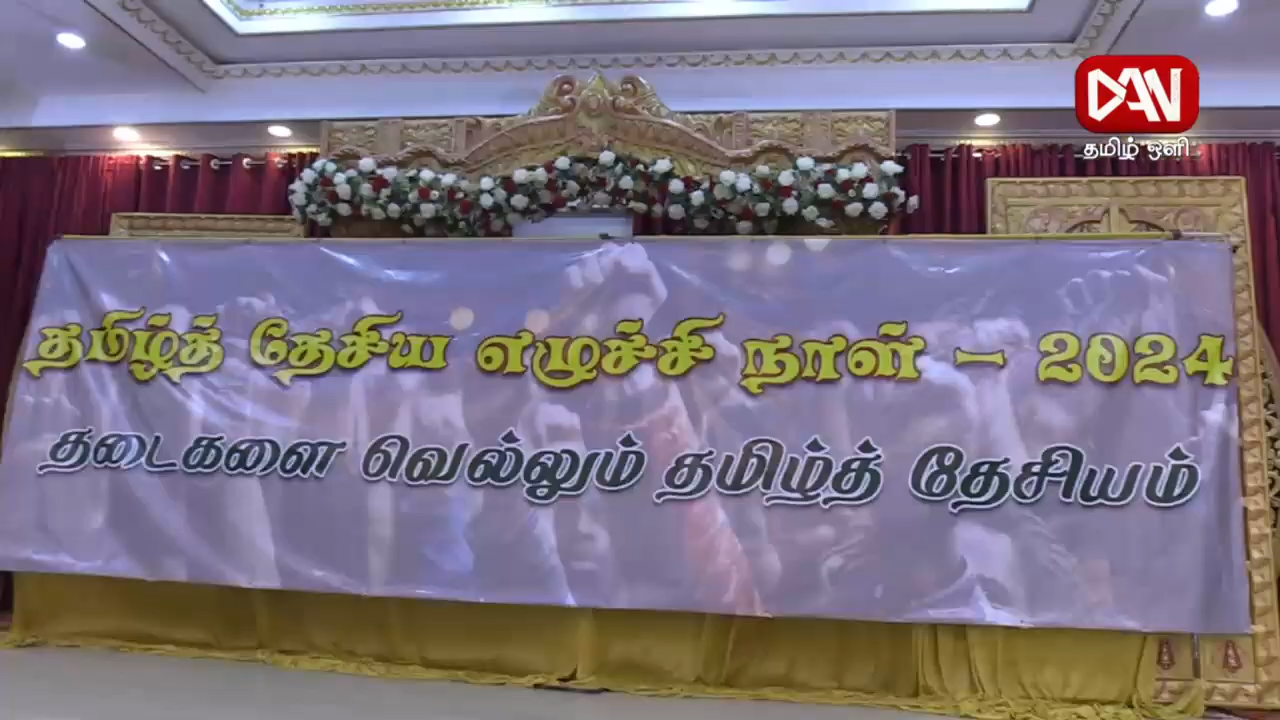 DAN
தமிழ் ஒளி
தமிழ்த் தேசிய எழுச்சி நாள் - 2024
தடைகளை வெல்லும் தமிழ்த் தேசியம்